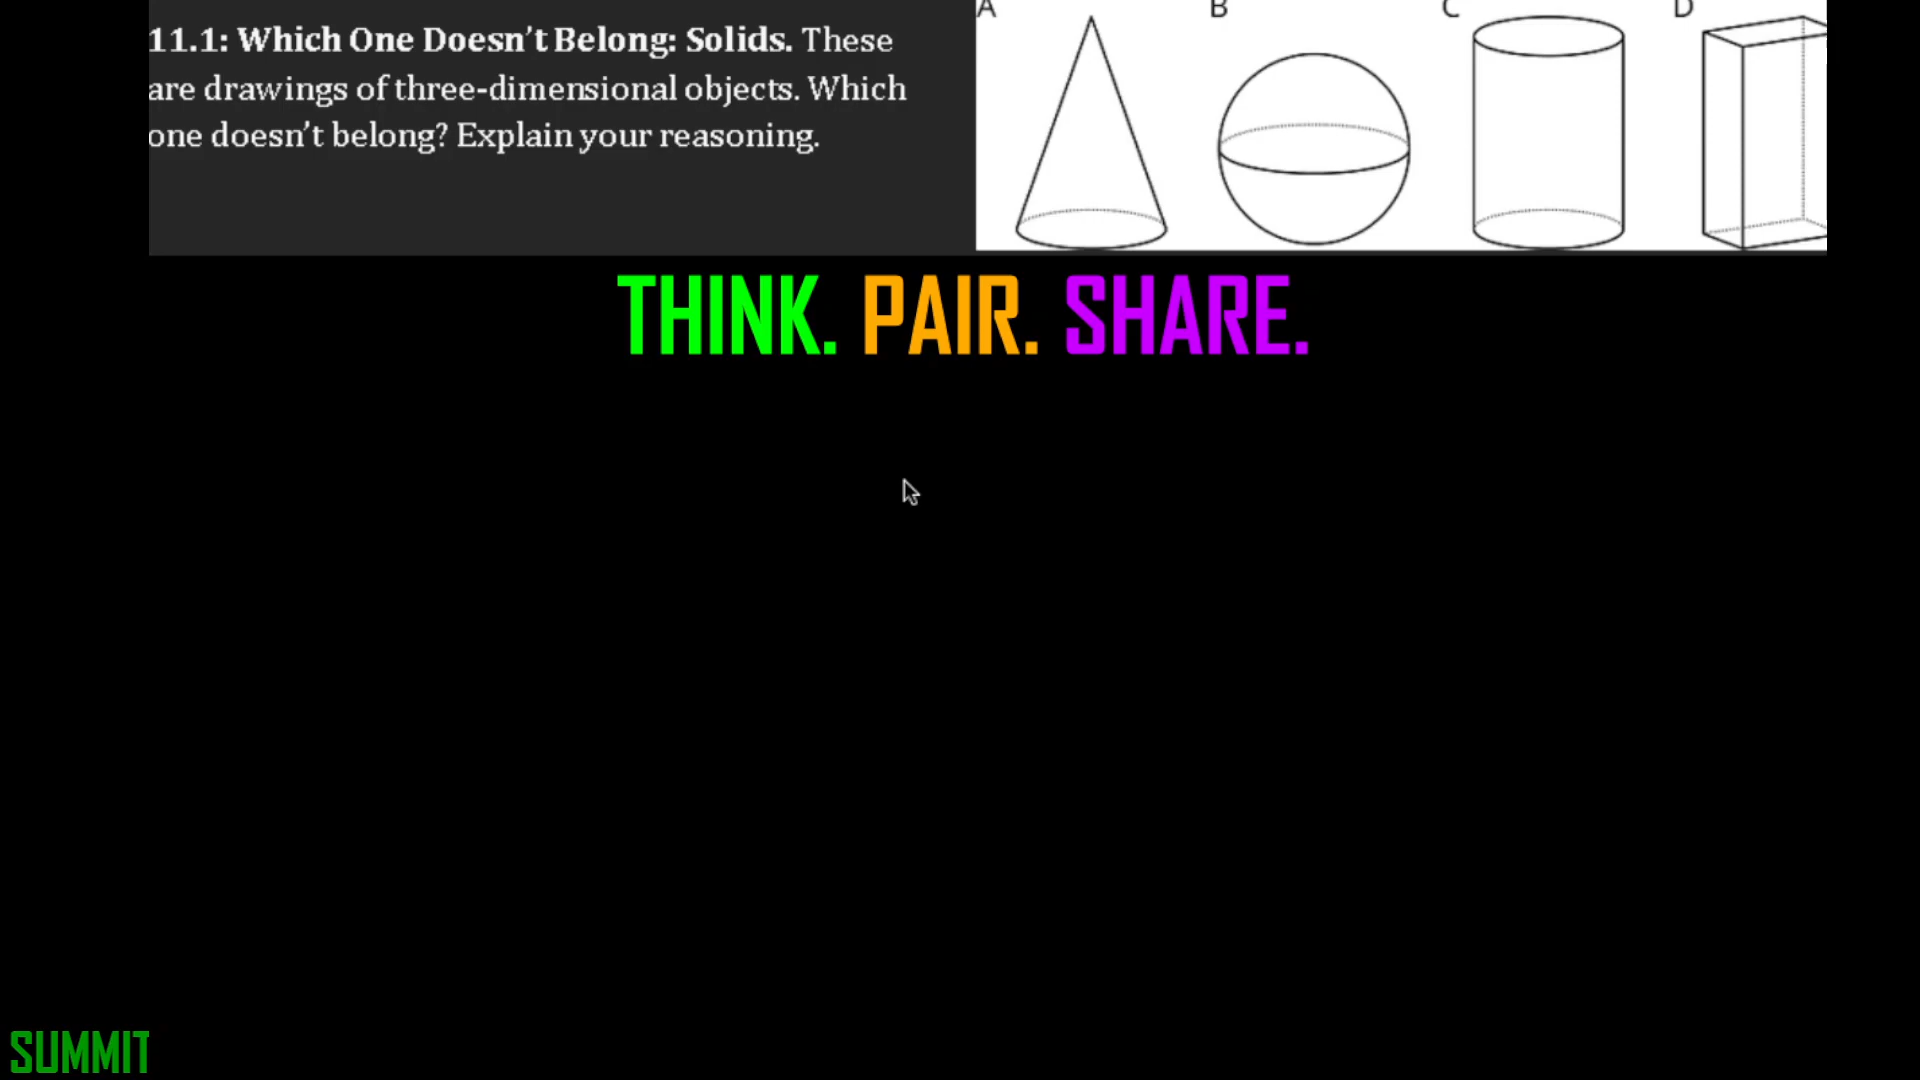 11.1: Which One Doesn't Belong: Solids. These
are drawings of three-dimensional objects. Which
one doesn't belong? Explain your reasoning.
A B C D
THINK. PAIR. SHARE.
SUMMIT